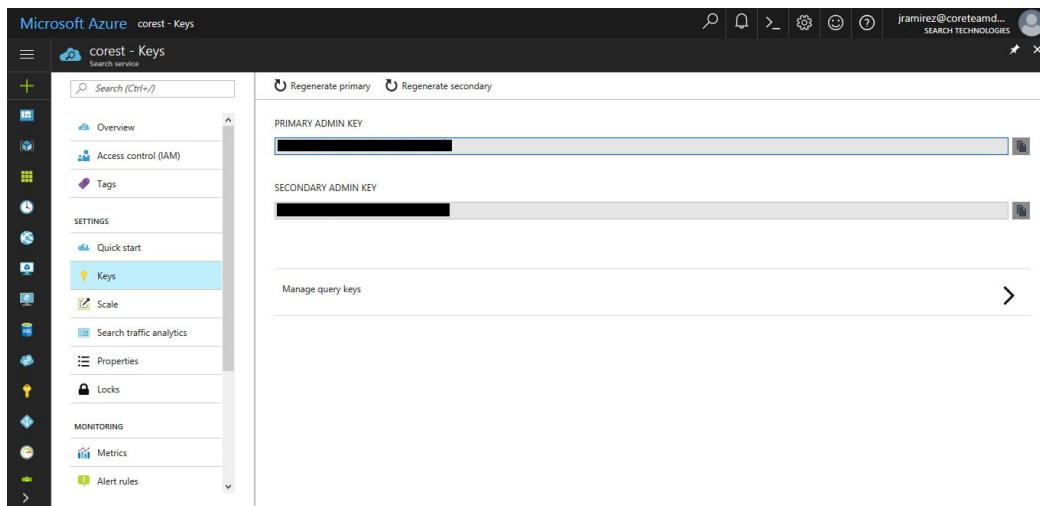 Microsoft Azure corest - Keys
jramirez@coreteamd...
SEARCH TECHNOLOGIES
corest - Keys
Search service
Search (Ctrl+/)
Overview
Access control (IAM)
Tags
SETTINGS
Quick start
Keys
Scale
Search traffic analytics
Properties
Locks
MONITORING
Metrics
Alert rules
Regenerate primary Regenerate secondary
PRIMARY ADMIN KEY
SECONDARY ADMIN KEY
Manage query keys